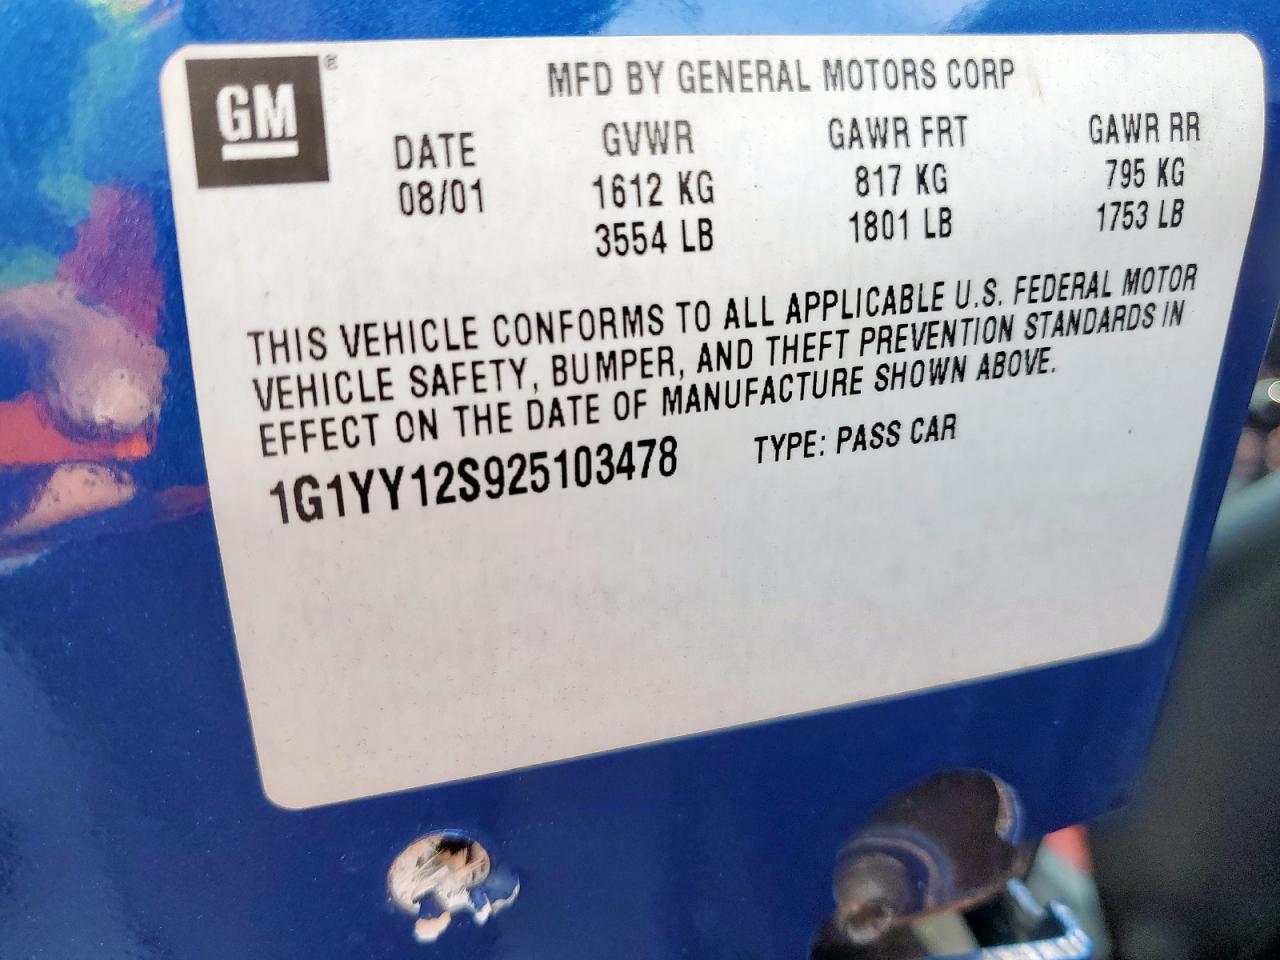 GM ®
MFD BY GENERAL MOTORS CORP
DATE GVWR GAWR FRT GAWR RR
08/01 1612 KG 817 KG 795 KG
3554 LB 1801 LB 1753 LB
THIS VEHICLE CONFORMS TO ALL APPLICABLE U.S. FEDERAL MOTOR
VEHICLE SAFETY, BUMPER, AND THEFT PREVENTION STANDARDS IN
EFFECT ON THE DATE OF MANUFACTURE SHOWN ABOVE.
1G1YY12S925103478 TYPE: PASS CAR